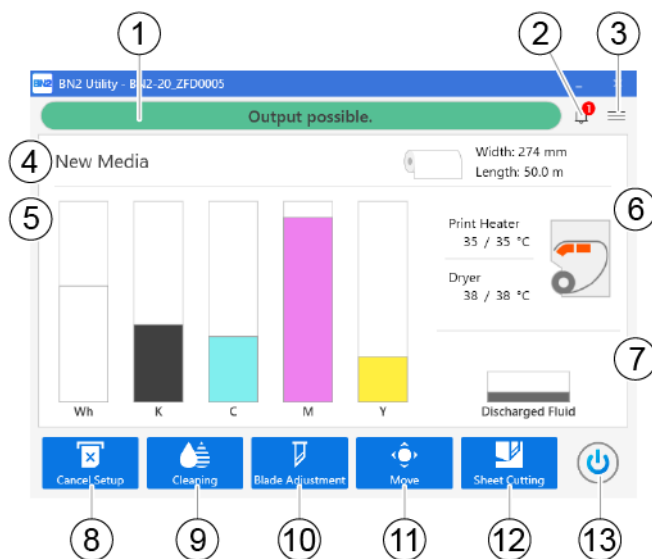 1
2
3
BN2 BN2 Utility - BN2-20_ZFD0005
Output possible.
1
4
New Media
Width: 274 mm
Length: 50.0 m
5
6
Print Heater
35 / 35 °C
Dryer
38 / 38 °C
7
Wh
K
C
M
Y
Discharged Fluid
Cancel Setup
Cleaning
Blade Adjustment
Move
Sheet Cutting
8
9
10
11
12
13